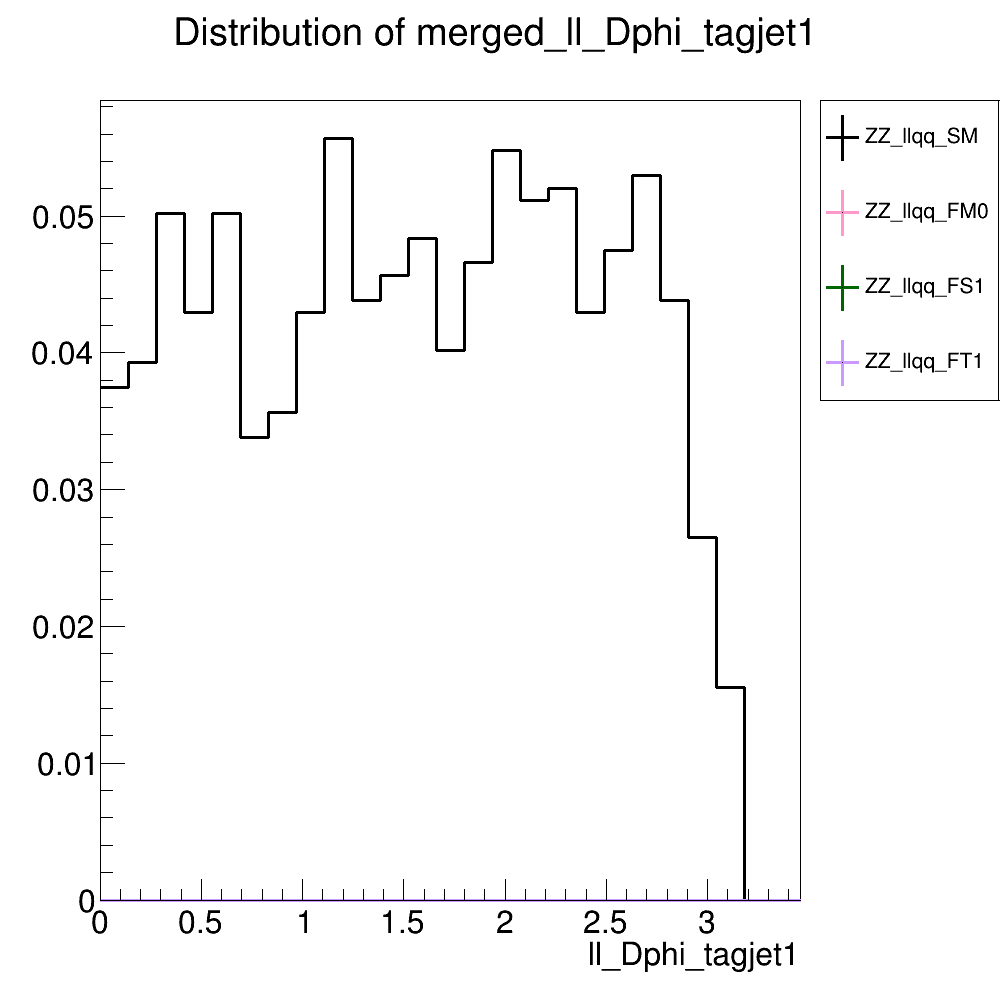 Distribution of merged_ll_Dphi_tagjet1
ZZ_llqq_SM
ZZ_llqq_FM0
ZZ_llqq_FS1
ZZ_llqq_FT1
0.05
0.04
0.03
0.02
0.01
0
0 0.5 1 1.5 2 2.5 3
ll_Dphi_tagjet1